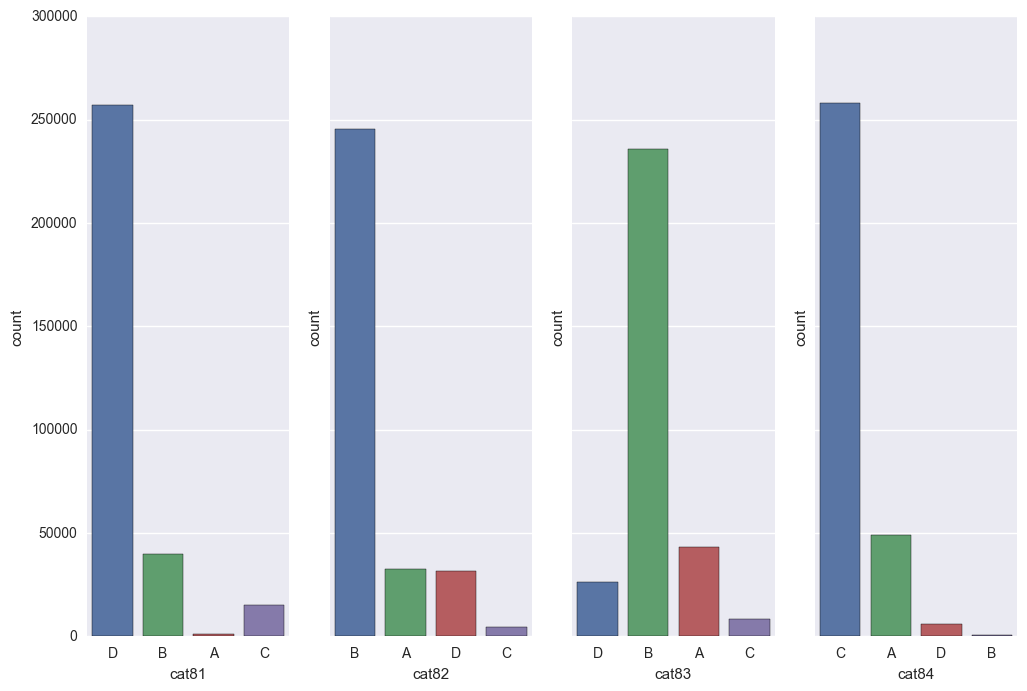 300000
250000
200000
150000
100000
50000
0
count
D B A C
cat81
count
B A D C
cat82
count
D B A C
cat83
count
C A D B
cat84